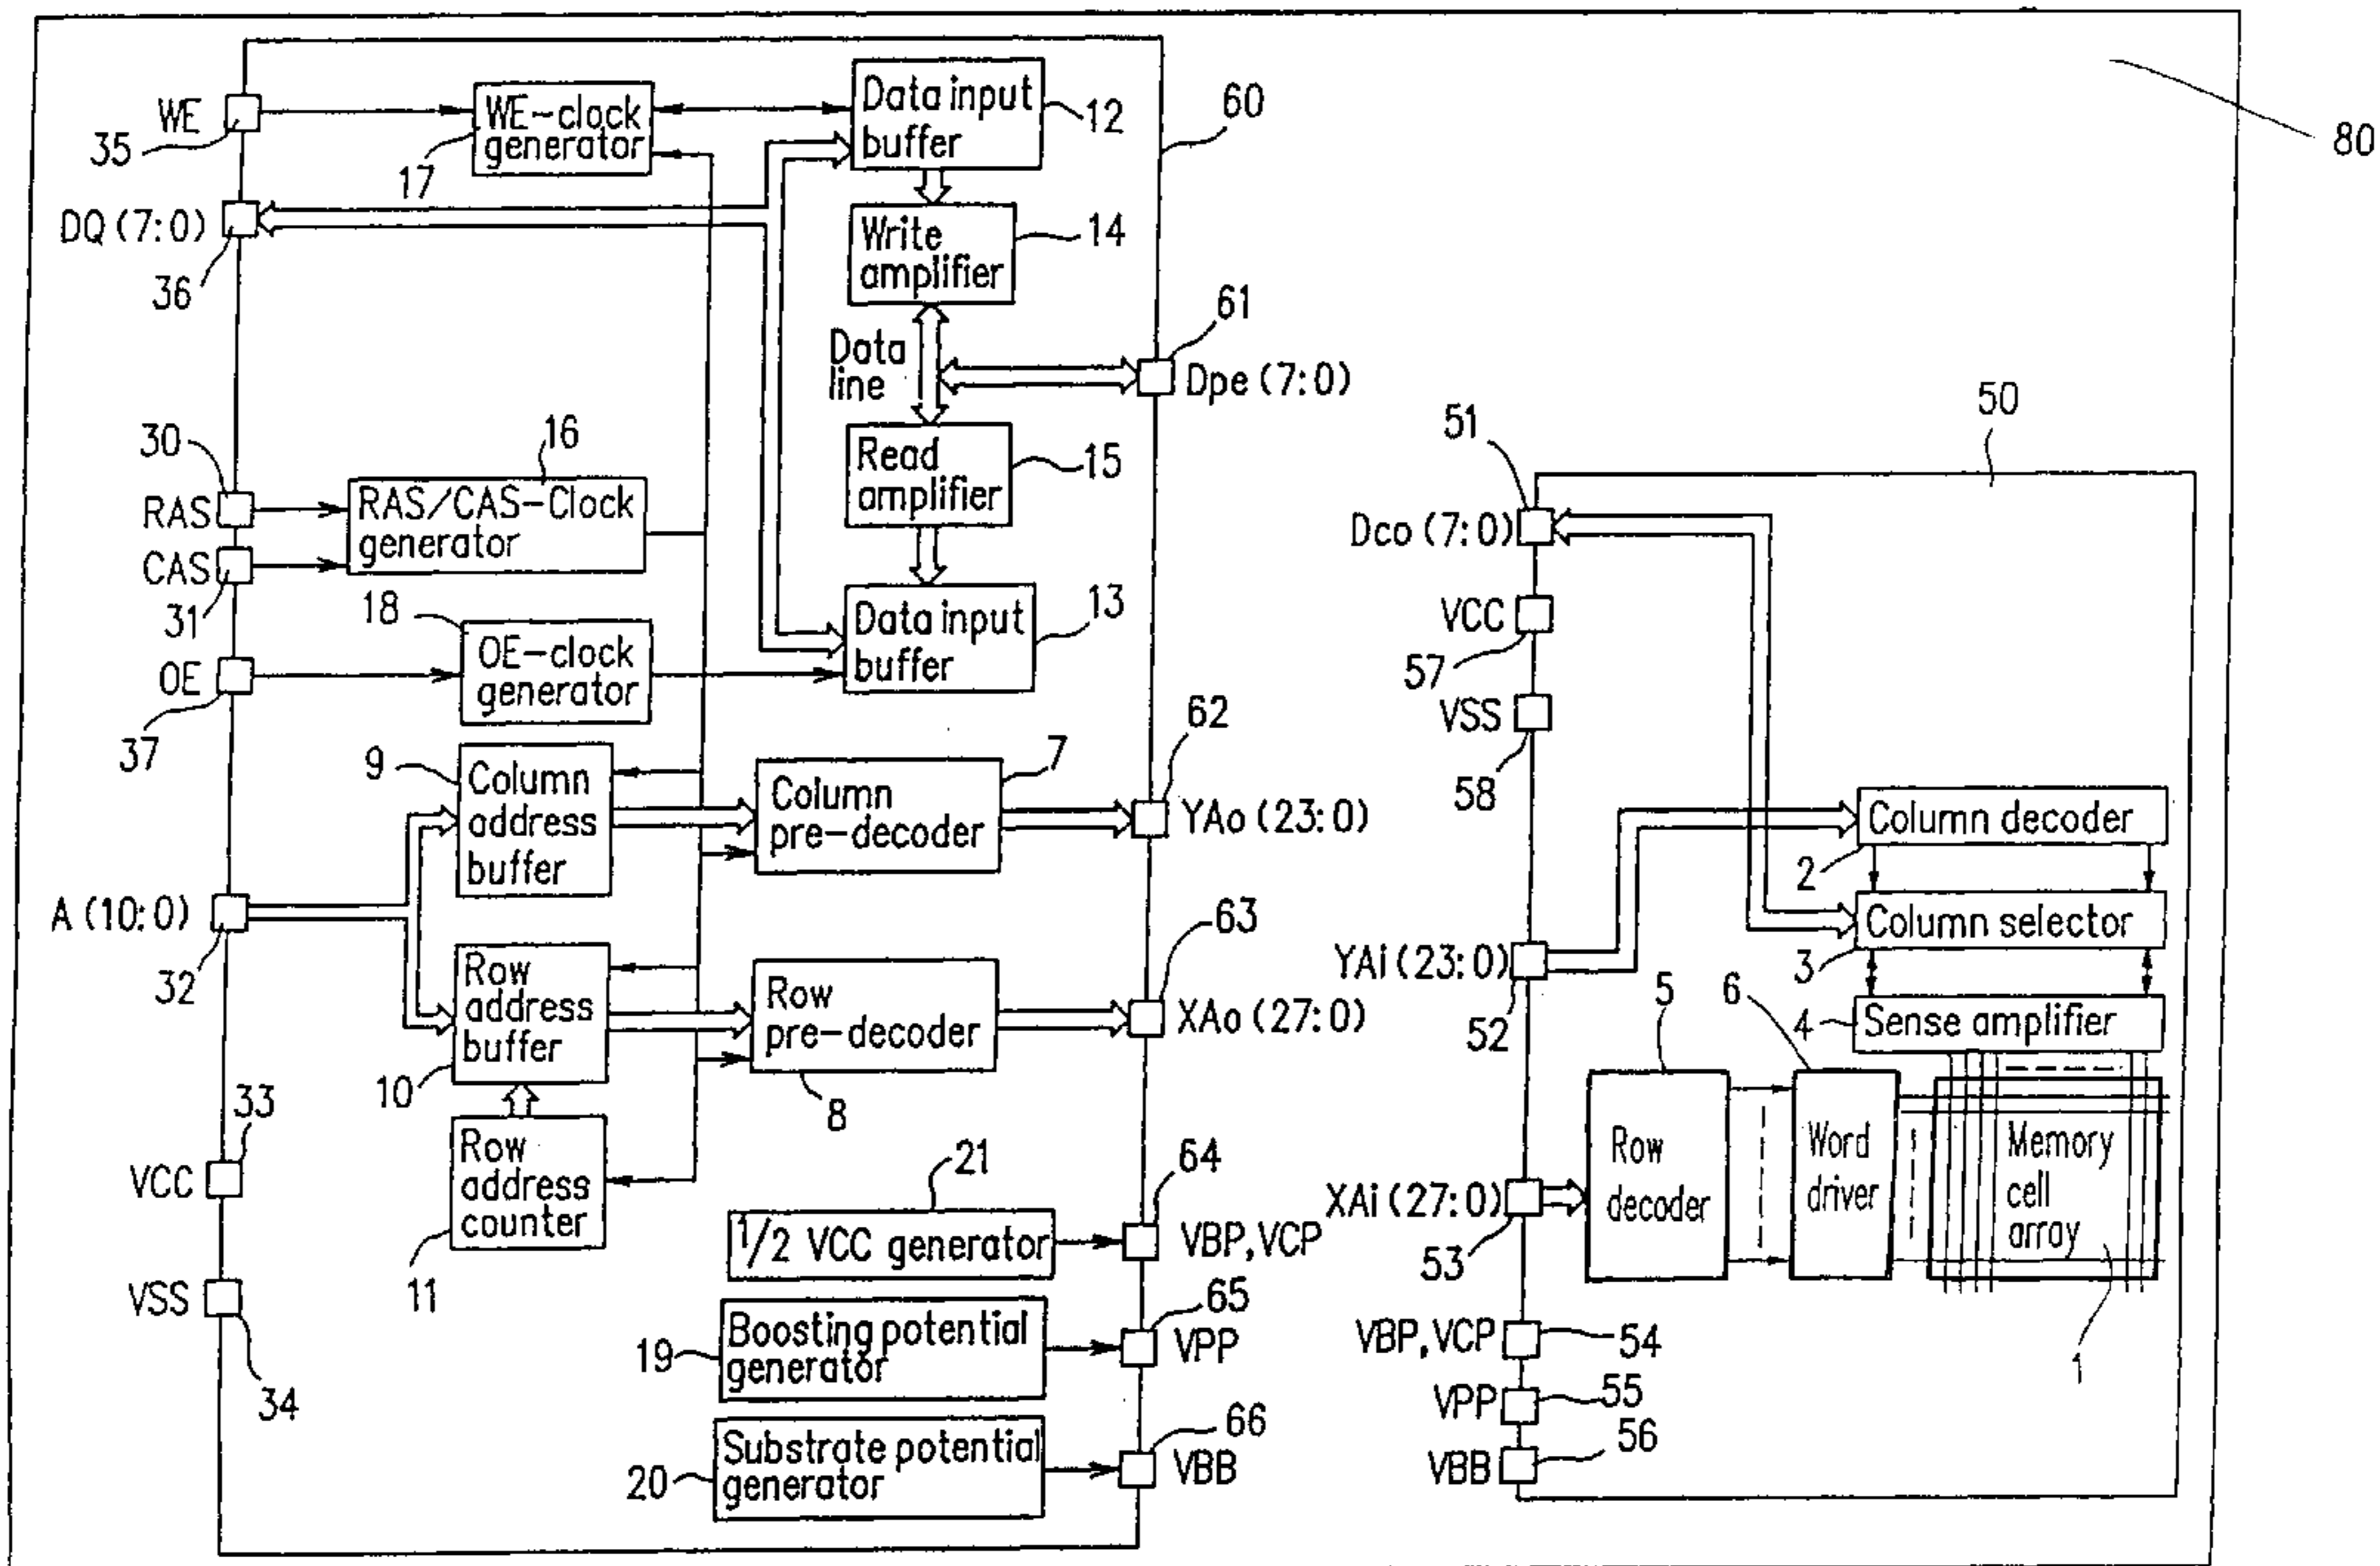 WE
35
DQ (7:0)
36
WE-clock
generator
17
Data input
buffer
12
60
80
Write
amplifier
14
Data
line
61
Dpe (7:0)
30
RAS
CAS
31
16
RAS/CAS-Clock
generator
Read
amplifier
15
18
OE
37
OE-clock
generator
Data input
buffer
13
9
Column
address
buffer
7
Column
pre-decoder
62
YAo (23:0)
A (10:0)
32
Row
address
buffer
10
Row
pre-decoder
8
63
XAo (27:0)
33
VCC
Row
address
counter
11
VSS
34
21
1/2 VCC generator
64
VBP,VCP
19
Boosting potential
generator
65
VPP
20
Substrate potential
generator
66
VBB
50
51
Dco (7:0)
VCC
57
VSS
58
Column decoder
2
Column selector
3
YAi (23:0)
52
4
Sense amplifier
5
6
Row
decoder
Word
driver
Memory
cell
array
1
XAi (27:0)
53
VBP,VCP
54
VPP
55
VBB
56